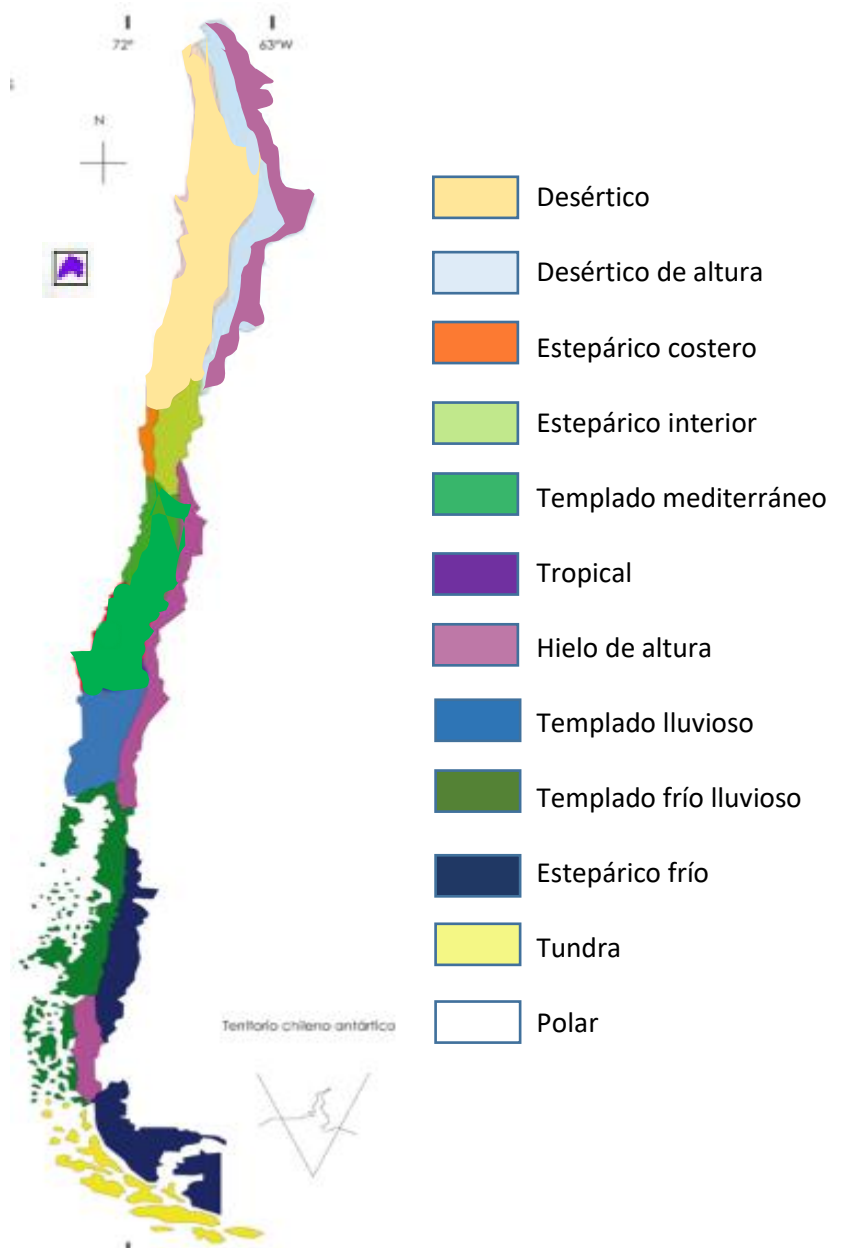 72°
63°W
N
Desértico
Desértico de altura
Estepárico costero
Estepárico interior
Templado mediterráneo
Tropical
Hielo de altura
Templado lluvioso
Templado frío lluvioso
Estepárico frío
Tundra
Territorio chileno antártico
Polar